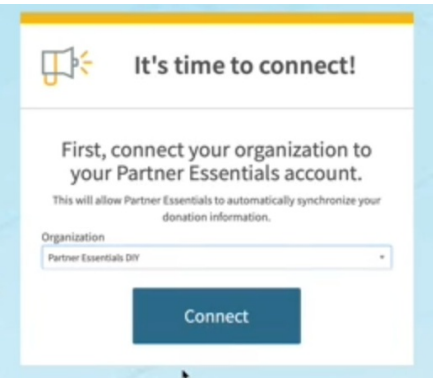 It's time to connect!
First, connect your organization to
your Partner Essentials account.
This will allow Partner Essentials to automatically synchronize your
donation information.
Organization
Partner Essentials DIY
Connect